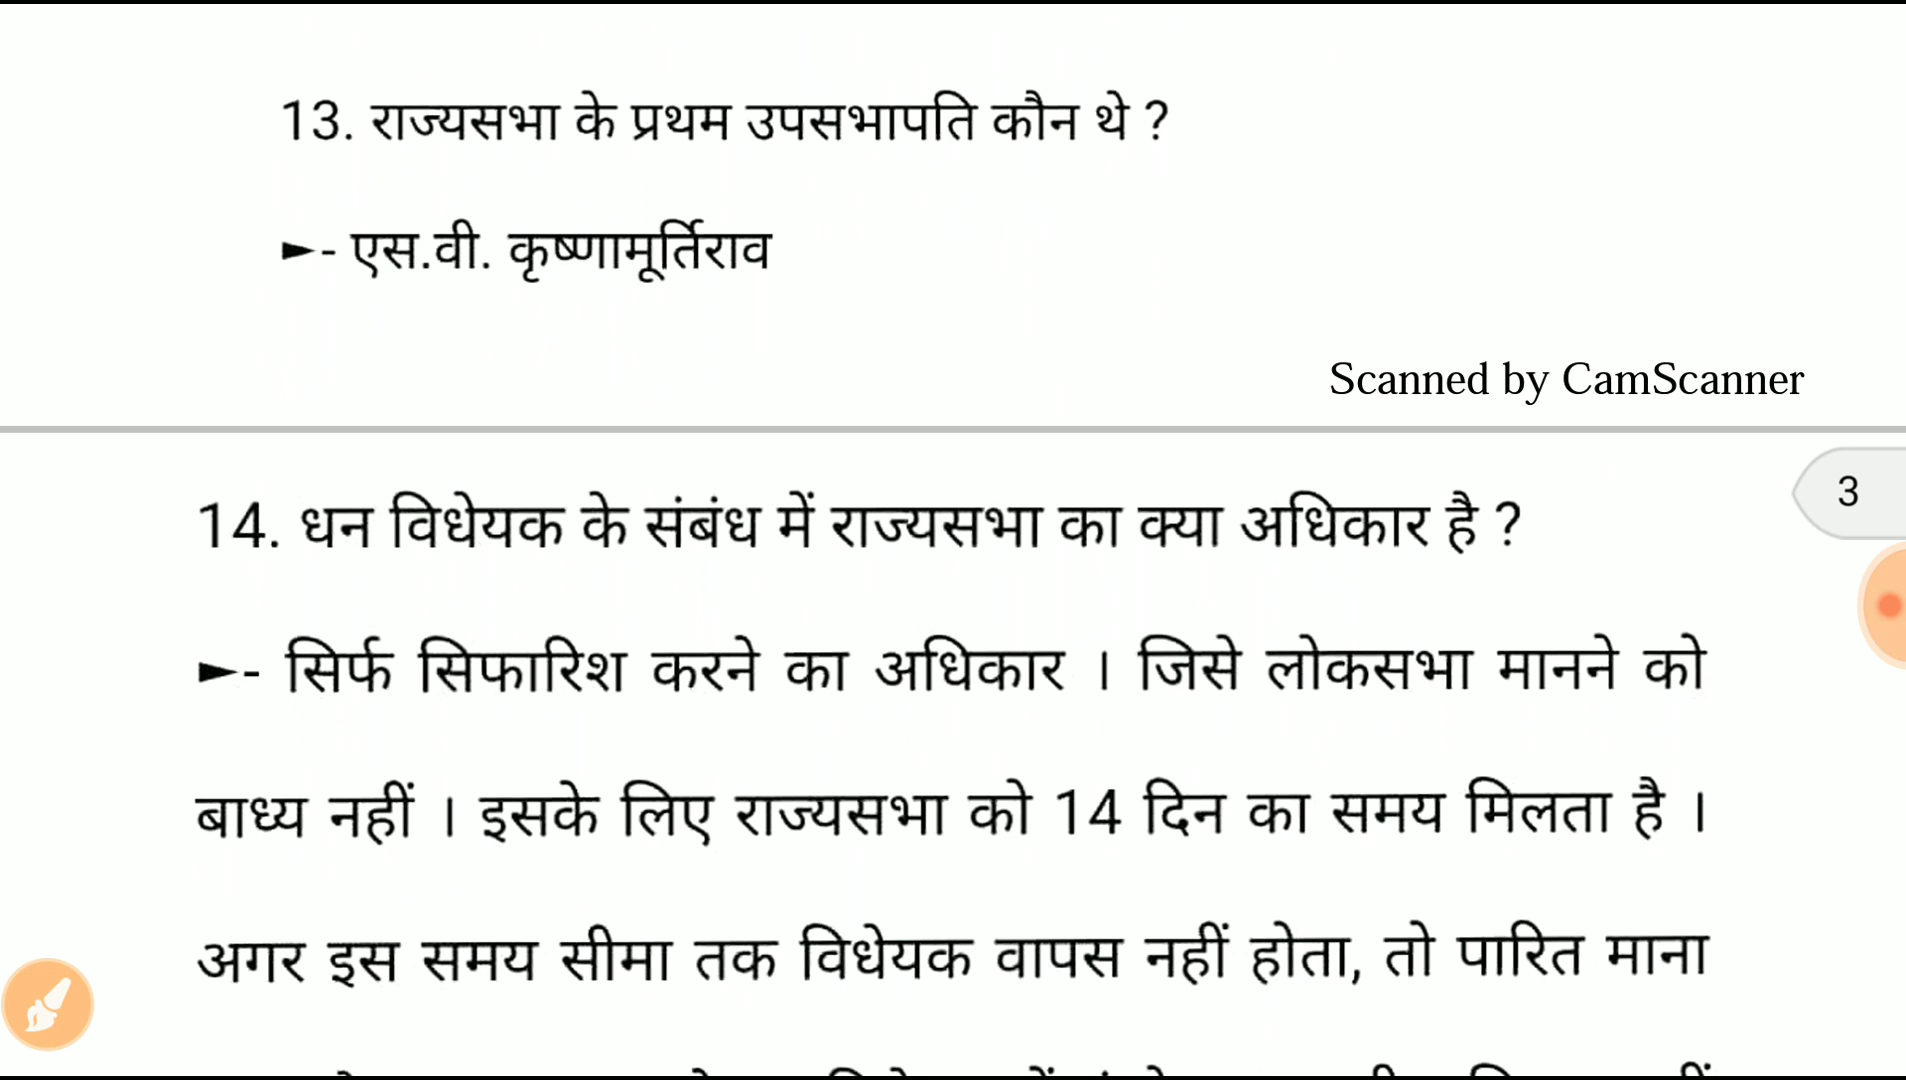 13. राज्यसभा के प्रथम उपसभापति कौन थे ?
►- एस.वी. कृष्णामूर्तिराव
Scanned by CamScanner
3
14. धन विधेयक के संबंध में राज्यसभा का क्या अधिकार है ?
►- सिर्फ सिफारिश करने का अधिकार । जिसे लोकसभा मानने को
बाध्य नहीं । इसके लिए राज्यसभा को 14 दिन का समय मिलता है ।
अगर इस समय सीमा तक विधेयक वापस नहीं होता, तो पारित माना